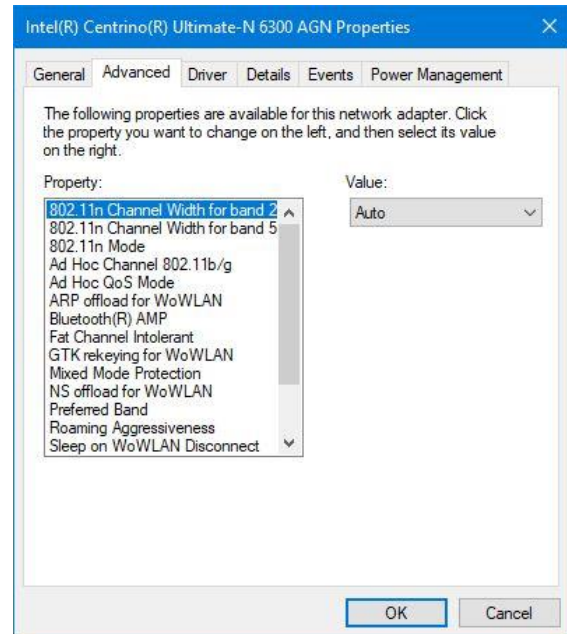 Intel(R) Centrino(R) Ultimate-N 6300 AGN Properties
General Advanced Driver Details Events Power Management
The following properties are available for this network adapter. Click
the property you want to change on the left, and then select its value
on the right.
Property: Value:
802.11n Channel Width for band 2 Auto
802.11n Channel Width for band 5
802.11n Mode
Ad Hoc Channel 802.11b/g
Ad Hoc QoS Mode
ARP offload for WoWLAN
Bluetooth(R) AMP
Fat Channel Intolerant
GTK rekeying for WoWLAN
Mixed Mode Protection
NS offload for WoWLAN
Preferred Band
Roaming Aggressiveness
Sleep on WoWLAN Disconnect
OK Cancel